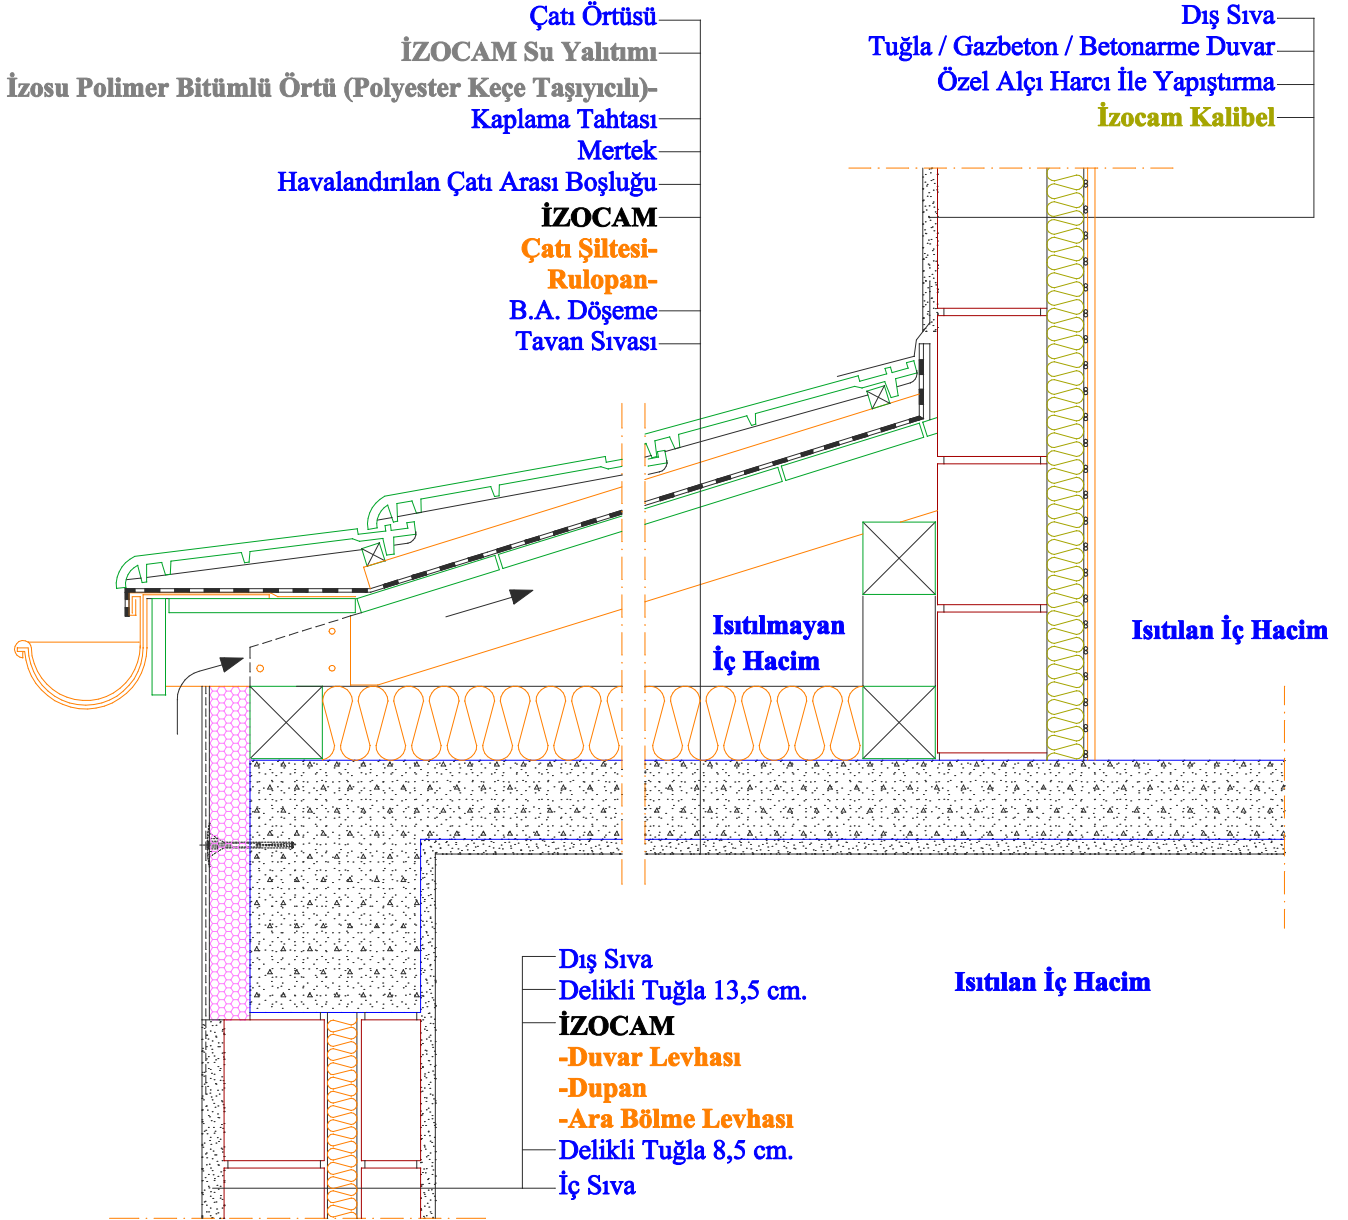 Çatı Örtüsü
İZOCAM Su Yalıtımı
İzosu Polimer Bitümlü Örtü (Polyester Keçe Taşıyıcılı)-
Kaplama Tahtası
Mertek
Havalandırılan Çatı Arası Boşluğu
İZOCAM
Çatı Şiltesi-
Rulopan-
B.A. Döşeme
Tavan Sıvası
Dış Sıva
Tuğla / Gazbeton / Betonarme Duvar
Özel Alçı Harcı İle Yapıştırma
İzocam Kalibel
Isıtılmayan
İç Hacim
Isıtılan İç Hacim
Isıtılan İç Hacim
Dış Sıva
Delikli Tuğla 13,5 cm.
İZOCAM
-Duvar Levhası
-Dupan
-Ara Bölme Levhası
Delikli Tuğla 8,5 cm.
İç Sıva